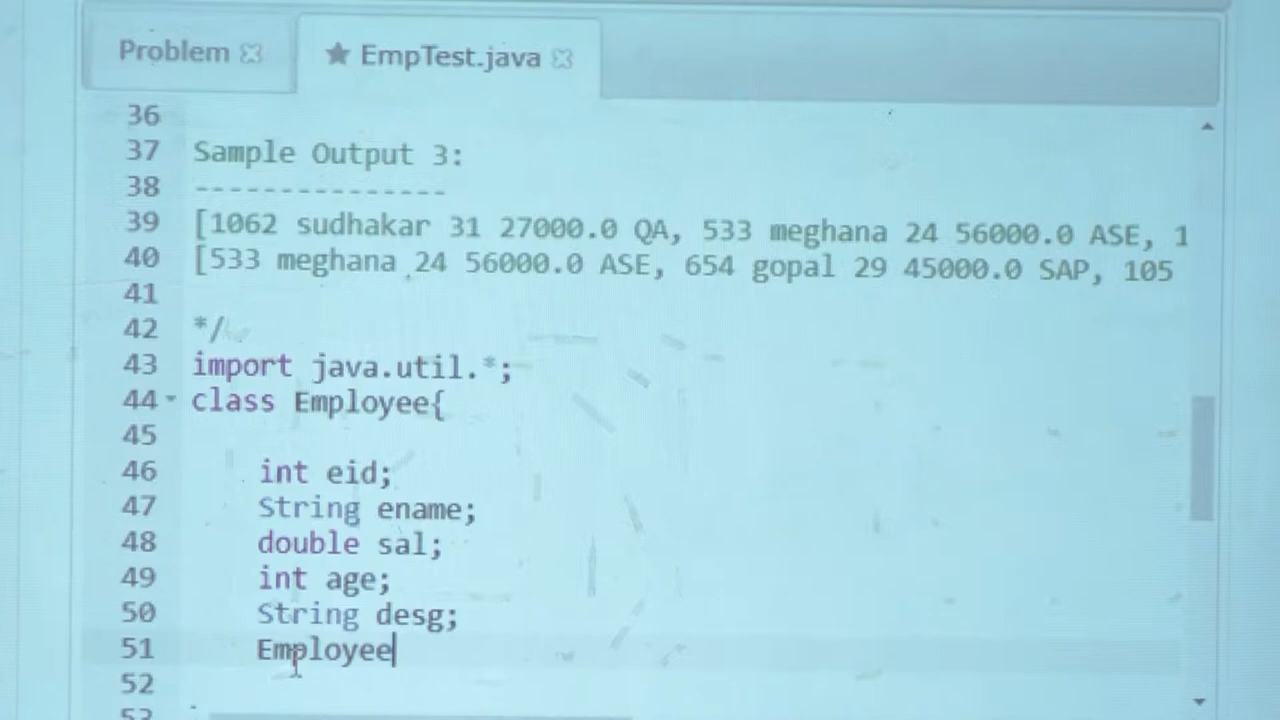 Problem
EmpTest.java
36
37 Sample Output 3:
38 ---------------
39 [1062 sudhakar 31 27000.0 QA, 533 meghana 24 56000.0 ASE, 1
40 [533 meghana 24 56000.0 ASE, 654 gopal 29 45000.0 SAP, 105
41
42 */
43 import java.util.*;
44 class Employee{
45
46 int eid;
47 String ename;
48 double sal;
49 int age;
50 String desg;
51 Employee
52
53